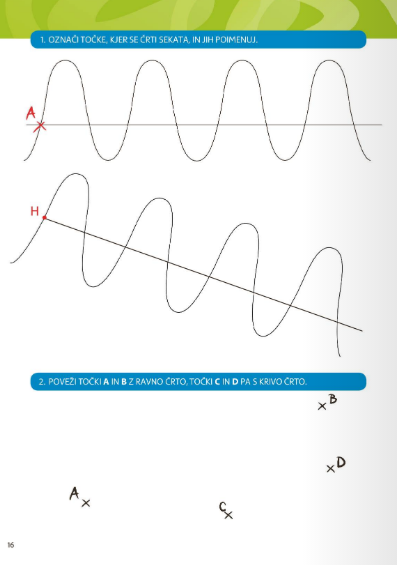 1. OZNAČI TOČKE, KJER SE ČRTI SEKATA, IN JIH POIMENUJ.
A
H
2. POVEŽI TOČKI A IN B Z RAVNO ČRTO, TOČKI C IN D PA S KRIVO ČRTO.
B
D
A
C
16